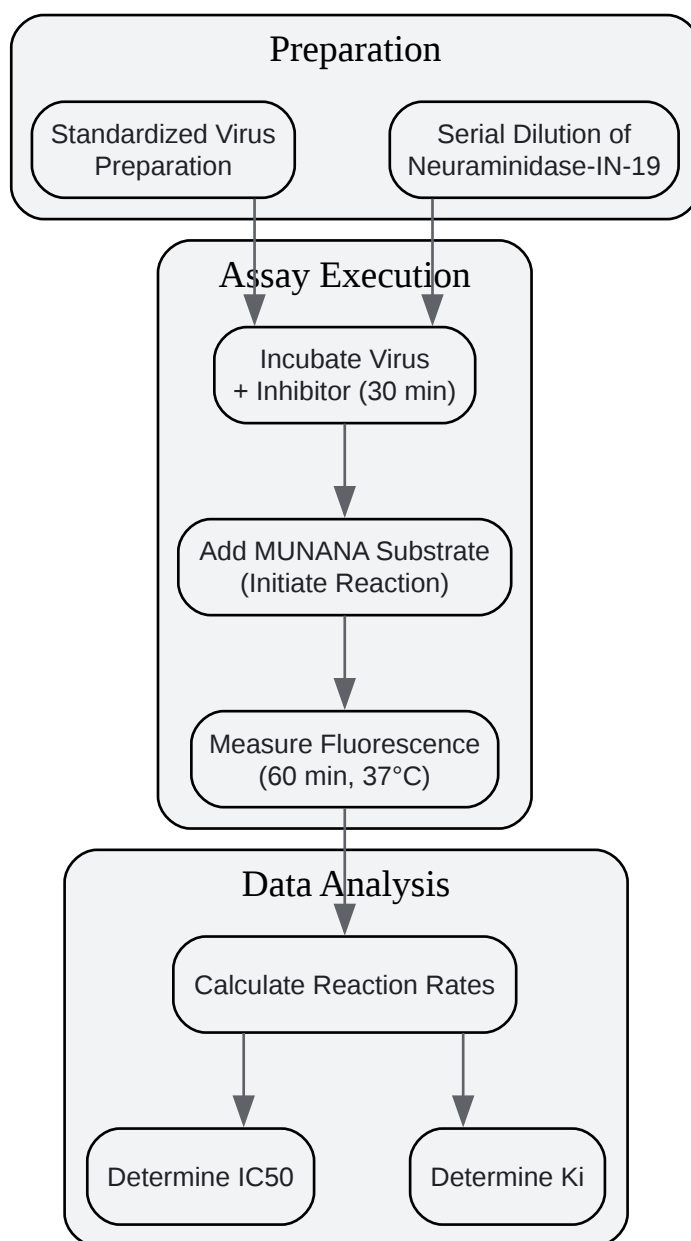 Preparation
Standardized Virus
Preparation
Serial Dilution of
Neuraminidase-IN-19
Assay Execution
Incubate Virus
+ Inhibitor (30 min)
Add MUNANA Substrate
(Initiate Reaction)
Measure Fluorescence
(60 min, 37°C)
Data Analysis
Calculate Reaction Rates
Determine IC50
Determine Ki